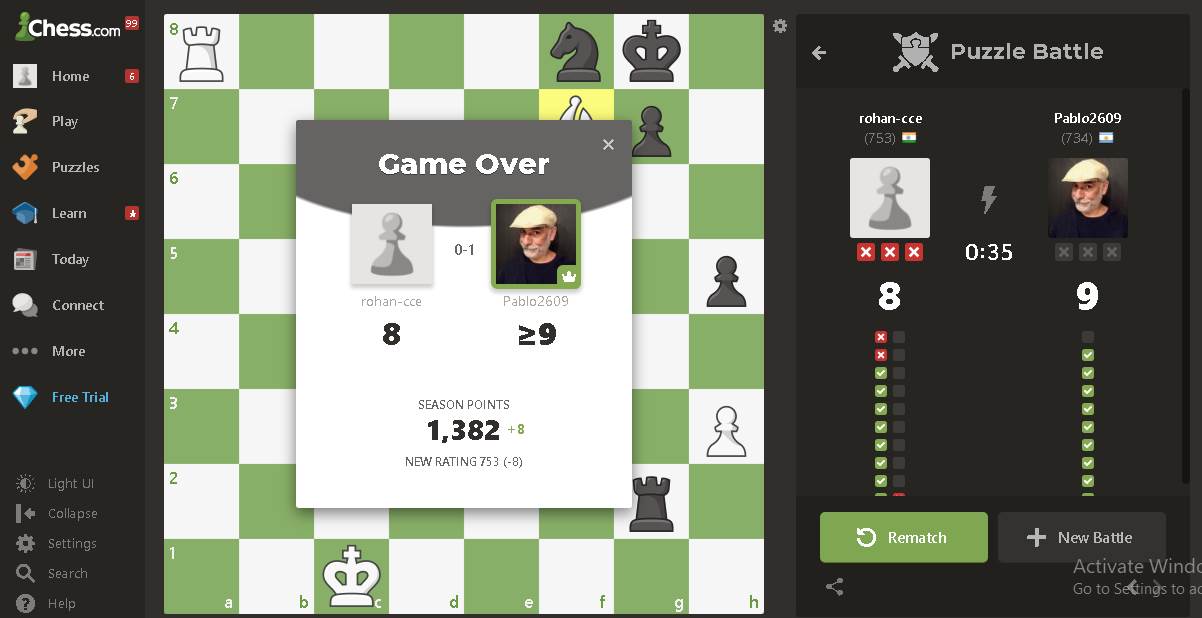 Chess.com 99
Home 6
Play
Puzzles
Learn
Today
Connect
More
Free Trial
Light UI
Collapse
Settings
Search
Help
8
7
6
5
4
3
2
1
a b c d e f g h
Game Over
0-1
rohan-cce
Pablo2609
8
≥9
SEASON POINTS
1,382 +8
NEW RATING 753 (-8)
Puzzle Battle
rohan-cce
(753)
Pablo2609
(734)
0:35
8
9
Rematch
New Battle
Activate Windo
Go to Settings to ac